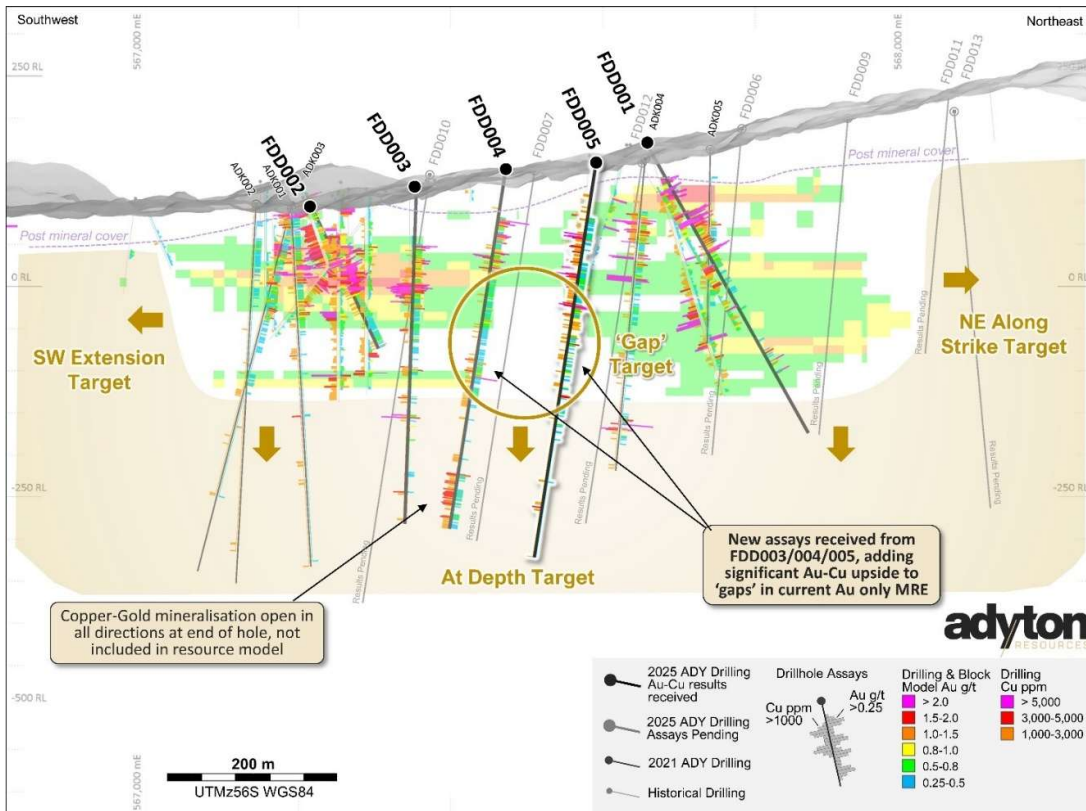 Southwest
Northeast
567,000 mE
568,000 mE
250 RL
0 RL
0 RL
-250 RL
-250 RL
-500 RL
567,000 mE
ADK002
ADK001
FDD002
ADK003
FDD003
FDD010
FDD004
FDD007
FDD005
FDD001
FDD012
ADK004
ADK005
FDD006
FDD009
FDD011
FDD013
Post mineral cover
Post mineral cover
SW Extension
Target
'Gap'
Target
NE Along
Strike Target
At Depth Target
Results Pending
Results Pending
Results Pending
Results Pending
Results Pending
Results Pending
Results Pending
Copper-Gold mineralisation open in
all directions at end of hole, not
included in resource model
New assays received from
FDD003/004/005, adding
significant Au-Cu upside to
'gaps' in current Au only MRE
adyton
RESOURCES
200 m
UTMz56S WGS84
2025 ADY Drilling
Au-Cu results
received
2025 ADY Drilling
Assays Pending
2021 ADY Drilling
Historical Drilling
Drillhole Assays
Cu ppm
>1000
Au g/t
>0.25
Drilling & Block
Model Au g/t
> 2.0
1.5-2.0
1.0-1.5
0.8-1.0
0.5-0.8
0.25-0.5
Drilling
Cu ppm
> 5,000
3,000-5,000
1,000-3,000